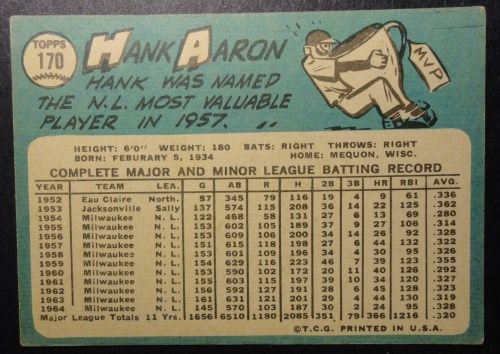 TOPPS
170
HANK AARON
HANK WAS NAMED
THE N.L. MOST VALUABLE
PLAYER IN 1957...
MVP
HEIGHT: 6'0" WEIGHT: 180 BATS: RIGHT THROWS: RIGHT
BORN: FEBURARY 5, 1934 HOME: MEQUON, WISC.
COMPLETE MAJOR AND MINOR LEAGUE BATTING RECORD
YEAR TEAM LEA. G AB R H 2B 3B HR RBI AVG.
1952 Eau Claire North. 87 345 79 116 19 4 9 61 .336
1953 Jacksonville Sally 137 574 115 208 36 14 22 125 .362
1954 Milwaukee N.L. 122 468 58 131 27 6 13 69 .280
1955 Milwaukee N.L. 153 602 105 189 37 9 27 106 .314
1956 Milwaukee N.L. 153 609 106 200 34 14 26 92 .328
1957 Milwaukee N.L. 151 615 118 198 27 6 44 132 .322
1958 Milwaukee N.L. 153 601 109 196 34 4 30 95 .326
1959 Milwaukee N.L. 154 629 116 223 46 7 39 123 .355
1960 Milwaukee N.L. 153 590 102 172 20 11 40 126 .292
1961 Milwaukee N.L. 155 603 115 197 39 10 34 120 .327
1962 Milwaukee N.L. 156 592 127 191 28 6 45 128 .323
1963 Milwaukee N.L. 161 631 121 201 29 4 44 130 .319
1964 Milwaukee N.L. 145 570 103 187 30 2 24 95 .328
Major League Totals 11 Yrs. 1656 6510 1180 2085 351 79 366 1216 .320
©T.C.G. PRINTED IN U.S.A.